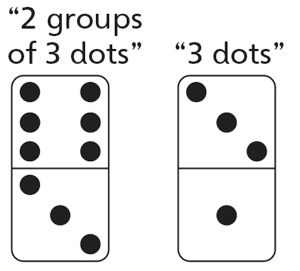 “2 groups
of 3 dots”
“3 dots”